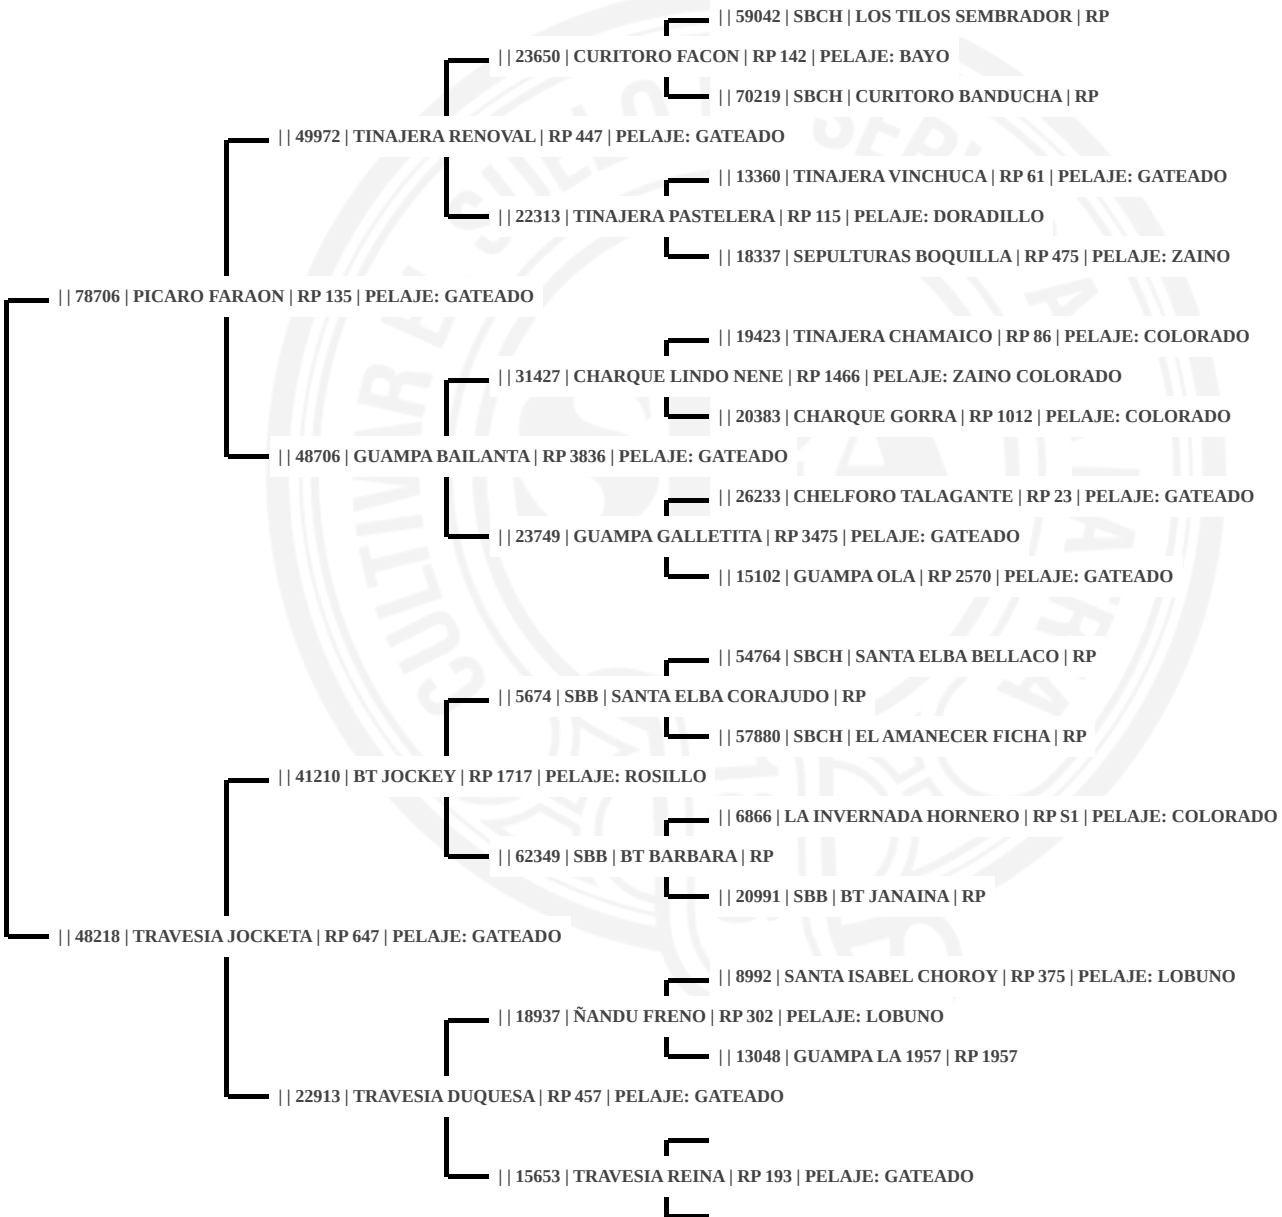 | | 59042 | SBCH | LOS TILOS SEMBRADOR | RP
| | 23650 | CURITORO FACON | RP 142 | PELAJE: BAYO
| | 70219 | SBCH | CURITORO BANDUCHA | RP
| | 49972 | TINAJERA RENOVAL | RP 447 | PELAJE: GATEADO
| | 13360 | TINAJERA VINCHUCA | RP 61 | PELAJE: GATEADO
| | 22313 | TINAJERA PASTELERA | RP 115 | PELAJE: DORADILLO
| | 18337 | SEPULTURAS BOQUILLA | RP 475 | PELAJE: ZAINO
| | 78706 | PICARO FARAON | RP 135 | PELAJE: GATEADO
| | 19423 | TINAJERA CHAMAICO | RP 86 | PELAJE: COLORADO
| | 31427 | CHARQUE LINDO NENE | RP 1466 | PELAJE: ZAINO COLORADO
| | 20383 | CHARQUE GORRA | RP 1012 | PELAJE: COLORADO
| | 48706 | GUAMPA BAILANTA | RP 3836 | PELAJE: GATEADO
| | 26233 | CHELFORO TALAGANTE | RP 23 | PELAJE: GATEADO
| | 23749 | GUAMPA GALLETITA | RP 3475 | PELAJE: GATEADO
| | 15102 | GUAMPA OLA | RP 2570 | PELAJE: GATEADO
| | 54764 | SBCH | SANTA ELBA BELLACO | RP
| | 5674 | SBB | SANTA ELBA CORAJUDO | RP
| | 57880 | SBCH | EL AMANECER FICHA | RP
| | 41210 | BT JOCKEY | RP 1717 | PELAJE: ROSILLO
| | 6866 | LA INVERNADA HORNERO | RP S1 | PELAJE: COLORADO
| | 62349 | SBB | BT BARBARA | RP
| | 20991 | SBB | BT JANAINA | RP
| | 48218 | TRAVESIA JOCKETA | RP 647 | PELAJE: GATEADO
| | 8992 | SANTA ISABEL CHOROY | RP 375 | PELAJE: LOBUNO
| | 18937 | ÑANDU FRENO | RP 302 | PELAJE: LOBUNO
| | 13048 | GUAMPA LA 1957 | RP 1957
| | 22913 | TRAVESIA DUQUESA | RP 457 | PELAJE: GATEADO
| | 15653 | TRAVESIA REINA | RP 193 | PELAJE: GATEADO